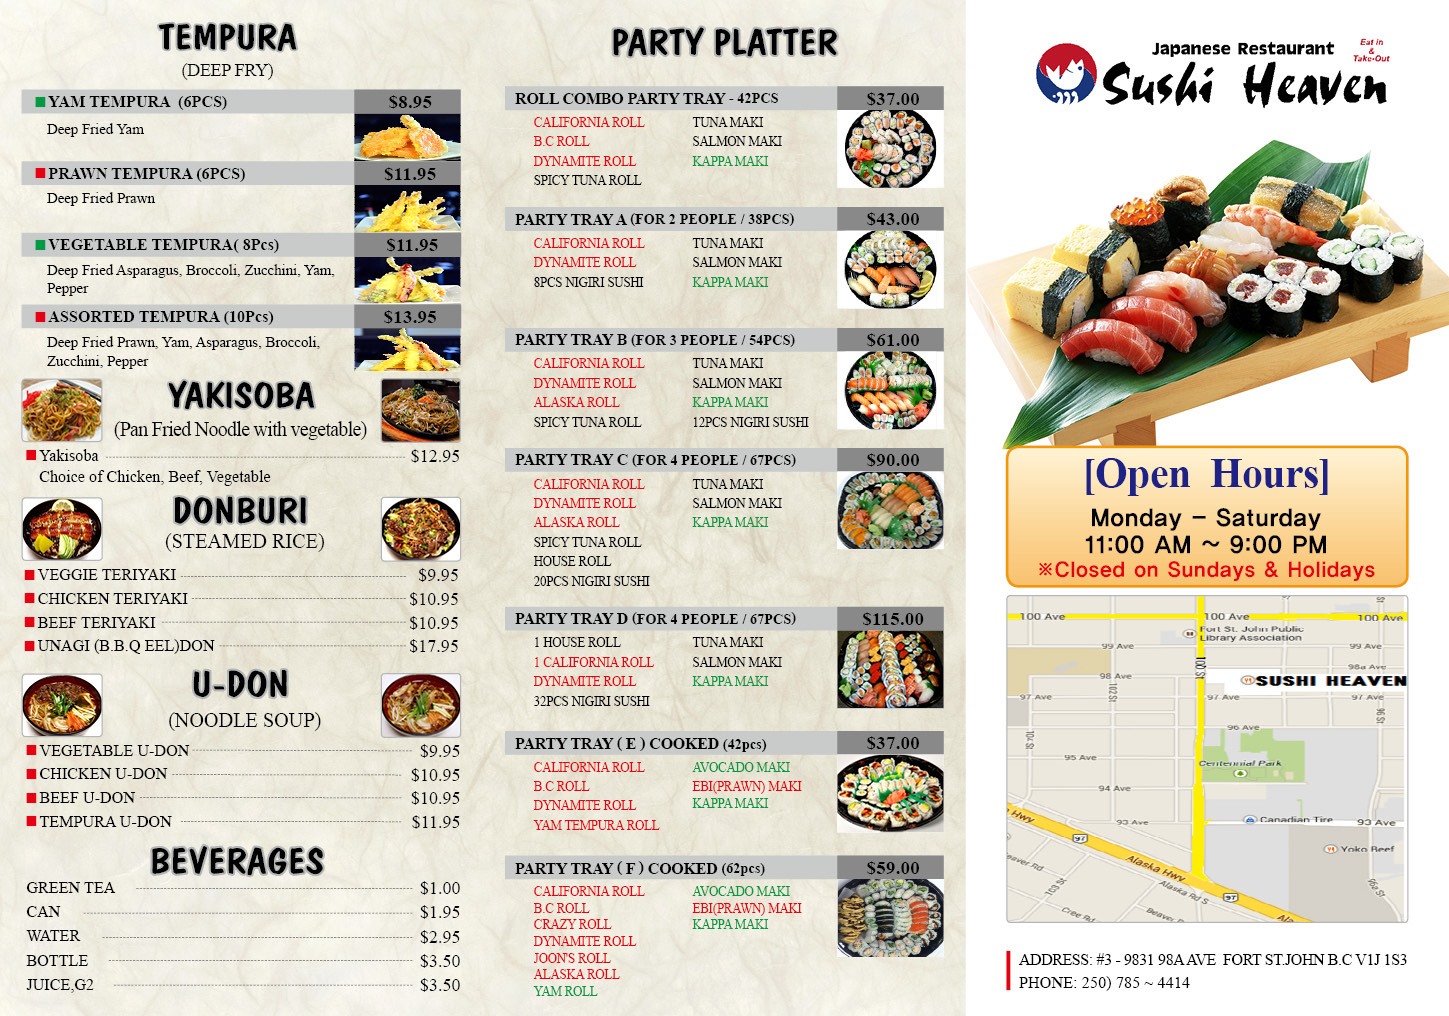 TEMPURA
(DEEP FRY)
YAM TEMPURA (6PCS) $8.95
Deep Fried Yam
PRAWN TEMPURA (6PCS) $11.95
Deep Fried Prawn
VEGETABLE TEMPURA( 8Pcs) $11.95
Deep Fried Asparagus, Broccoli, Zucchini, Yam,
Pepper
ASSORTED TEMPURA (10Pcs) $13.95
Deep Fried Prawn, Yam, Asparagus, Broccoli,
Zucchini, Pepper
YAKISOBA
(Pan Fried Noodle with vegetable)
Yakisoba $12.95
Choice of Chicken, Beef, Vegetable
DONBURI
(STEAMED RICE)
VEGGIE TERIYAKI $9.95
CHICKEN TERIYAKI $10.95
BEEF TERIYAKI $10.95
UNAGI (B.B.Q EEL)DON $17.95
U-DON
(NOODLE SOUP)
VEGETABLE U-DON $9.95
CHICKEN U-DON $10.95
BEEF U-DON $10.95
TEMPURA U-DON $11.95
BEVERAGES
GREEN TEA $1.00
CAN $1.95
WATER $2.95
BOTTLE $3.50
JUICE,G2 $3.50
PARTY PLATTER
ROLL COMBO PARTY TRAY - 42PCS $37.00
CALIFORNIA ROLL TUNA MAKI
B.C ROLL SALMON MAKI
DYNAMITE ROLL KAPPA MAKI
SPICY TUNA ROLL
PARTY TRAY A (FOR 2 PEOPLE / 38PCS) $43.00
CALIFORNIA ROLL TUNA MAKI
DYNAMITE ROLL SALMON MAKI
8PCS NIGIRI SUSHI KAPPA MAKI
PARTY TRAY B (FOR 3 PEOPLE / 54PCS) $61.00
CALIFORNIA ROLL TUNA MAKI
DYNAMITE ROLL SALMON MAKI
ALASKA ROLL KAPPA MAKI
SPICY TUNA ROLL 12PCS NIGIRI SUSHI
PARTY TRAY C (FOR 4 PEOPLE / 67PCS) $90.00
CALIFORNIA ROLL TUNA MAKI
DYNAMITE ROLL SALMON MAKI
ALASKA ROLL KAPPA MAKI
SPICY TUNA ROLL
HOUSE ROLL
20PCS NIGIRI SUSHI
PARTY TRAY D (FOR 4 PEOPLE / 67PCS) $115.00
1 HOUSE ROLL TUNA MAKI
1 CALIFORNIA ROLL SALMON MAKI
DYNAMITE ROLL KAPPA MAKI
32PCS NIGIRI SUSHI
PARTY TRAY ( E ) COOKED (42pcs) $37.00
CALIFORNIA ROLL AVOCADO MAKI
B.C ROLL EBI(PRAWN) MAKI
DYNAMITE ROLL KAPPA MAKI
YAM TEMPURA ROLL
PARTY TRAY ( F ) COOKED (62pcs) $59.00
CALIFORNIA ROLL AVOCADO MAKI
B.C ROLL EBI(PRAWN) MAKI
CRAZY ROLL KAPPA MAKI
DYNAMITE ROLL
JOON'S ROLL
ALASKA ROLL
YAM ROLL
Japanese Restaurant
Eat in
&
Take-Out
Sushi Heaven
[Open Hours]
Monday – Saturday
11:00 AM ~ 9:00 PM
※Closed on Sundays & Holidays
100 Ave 100 Ave 100 Ave
Fort St. John Public
Library Association
99 Ave 99 Ave
100 St
98a Ave
98 Ave
SUSHI HEAVEN
97 Ave 102 St 97 Ave 97 Ave
96 St
104 St
96 Ave
95 Ave
Centennial Park
94 Ave
93 Ave Canadian Tire 93 Ave
Hwy
97
Yoko Beef
Alaska Hwy
Alaska Rd S
103 St
97
96a St
Cree Rd
Alaska
ADDRESS: #3 - 9831 98A AVE FORT ST.JOHN B.C V1J 1S3
PHONE: 250) 785 ~ 4414